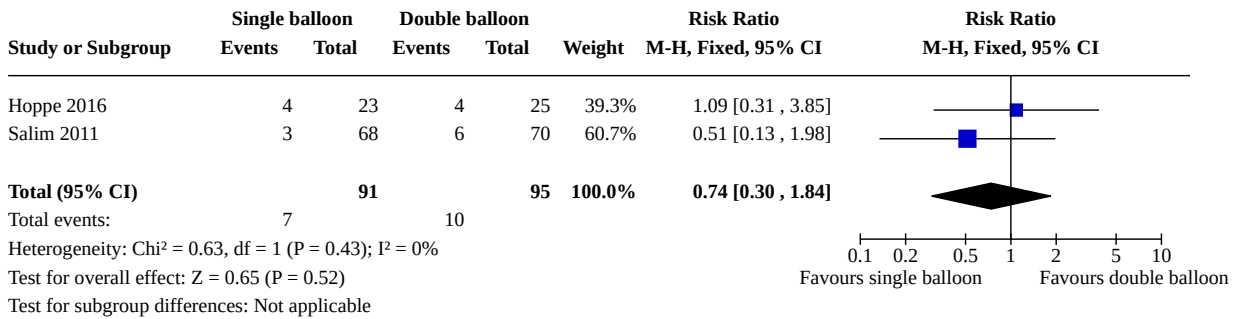 Single balloon Double balloon Risk Ratio Risk Ratio
Study or Subgroup Events Total Events Total Weight M-H, Fixed, 95% CI M-H, Fixed, 95% CI
Hoppe 2016 4 23 4 25 39.3% 1.09 [0.31 , 3.85]
Salim 2011 3 68 6 70 60.7% 0.51 [0.13 , 1.98]
Total (95% CI) 91 95 100.0% 0.74 [0.30 , 1.84]
Total events: 7 10
Heterogeneity: Chi² = 0.63, df = 1 (P = 0.43); I² = 0%
0.1 0.2 0.5 1 2 5 10
Test for overall effect: Z = 0.65 (P = 0.52) Favours single balloon Favours double balloon
Test for subgroup differences: Not applicable